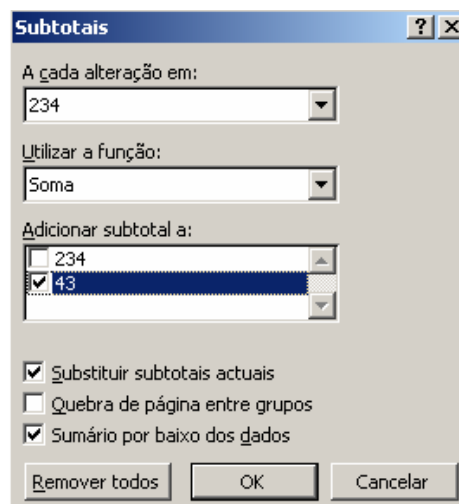 Subtotais
A cada alteração em:
234
Utilizar a função:
Soma
Adicionar subtotal a:
234
43
Substituir subtotais actuais
Quebra de página entre grupos
Sumário por baixo dos dados
Remover todos OK Cancelar